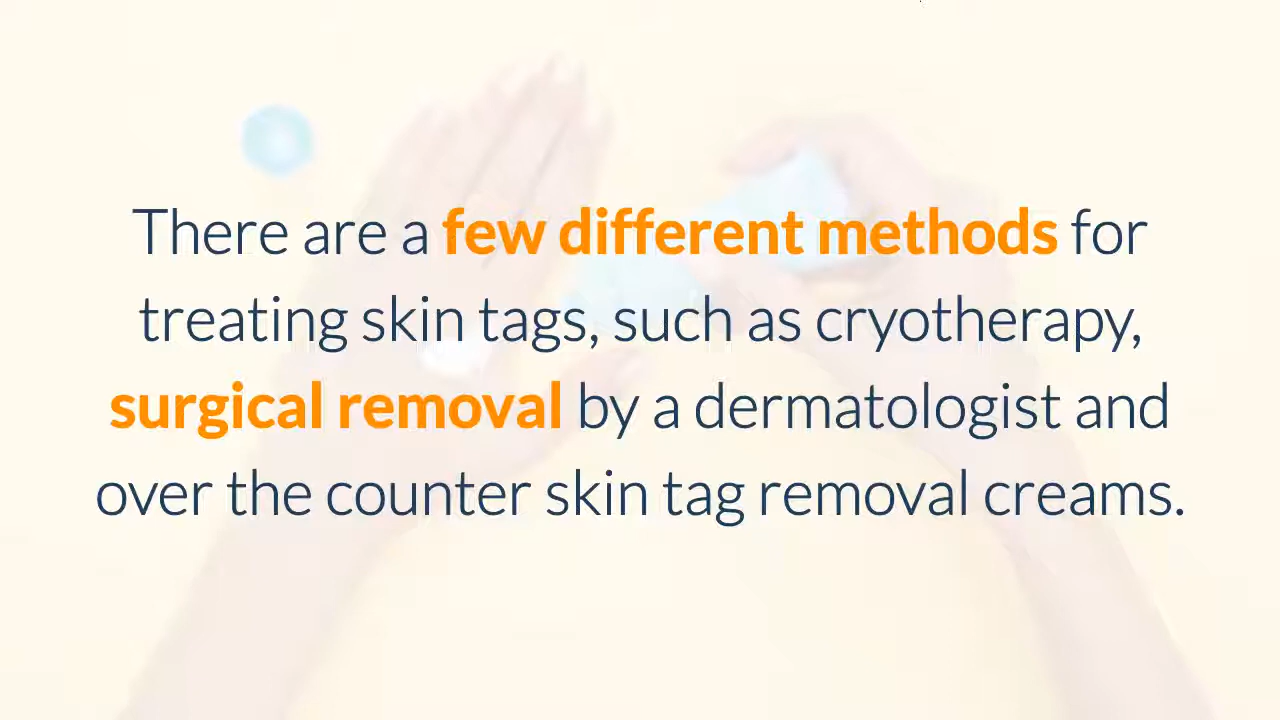 There are a few different methods for
treating skin tags, such as cryotherapy,
surgical removal by a dermatologist and
over the counter skin tag removal creams.